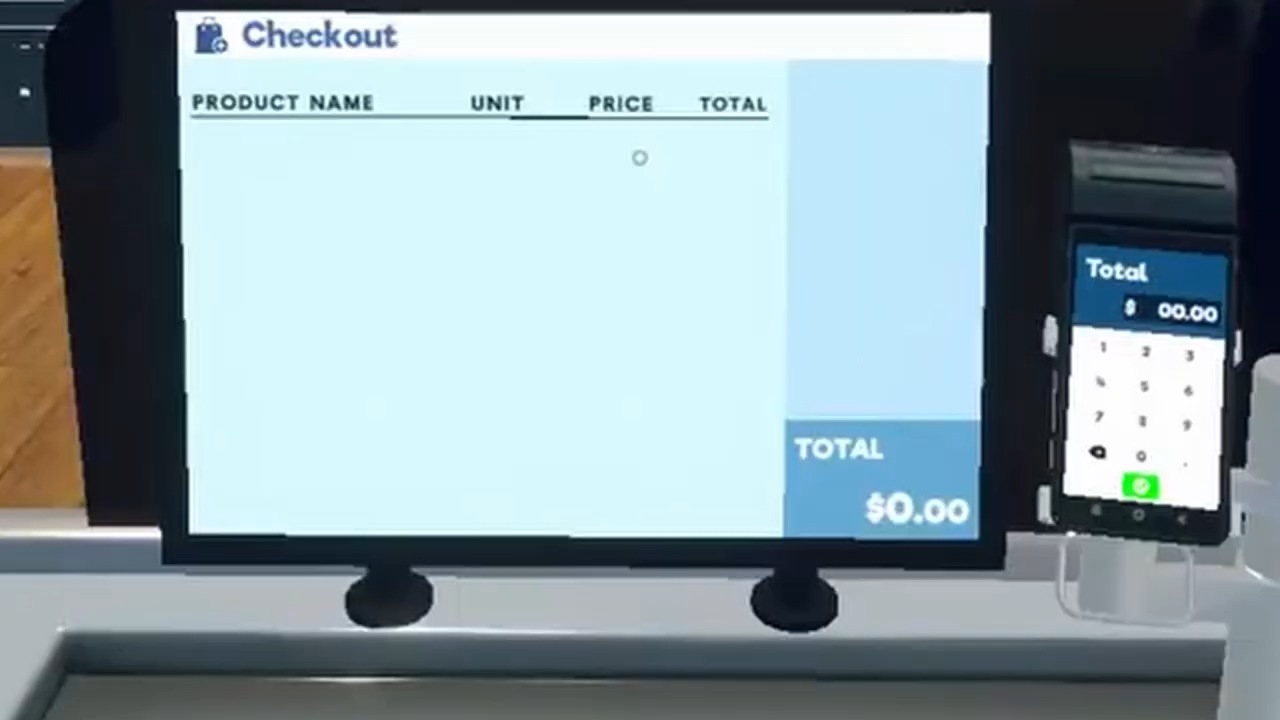 Checkout
PRODUCT NAME UNIT PRICE TOTAL
TOTAL
$0.00
Total
$ 00.00
1 2 3
4 5 6
7 8 9
0 .